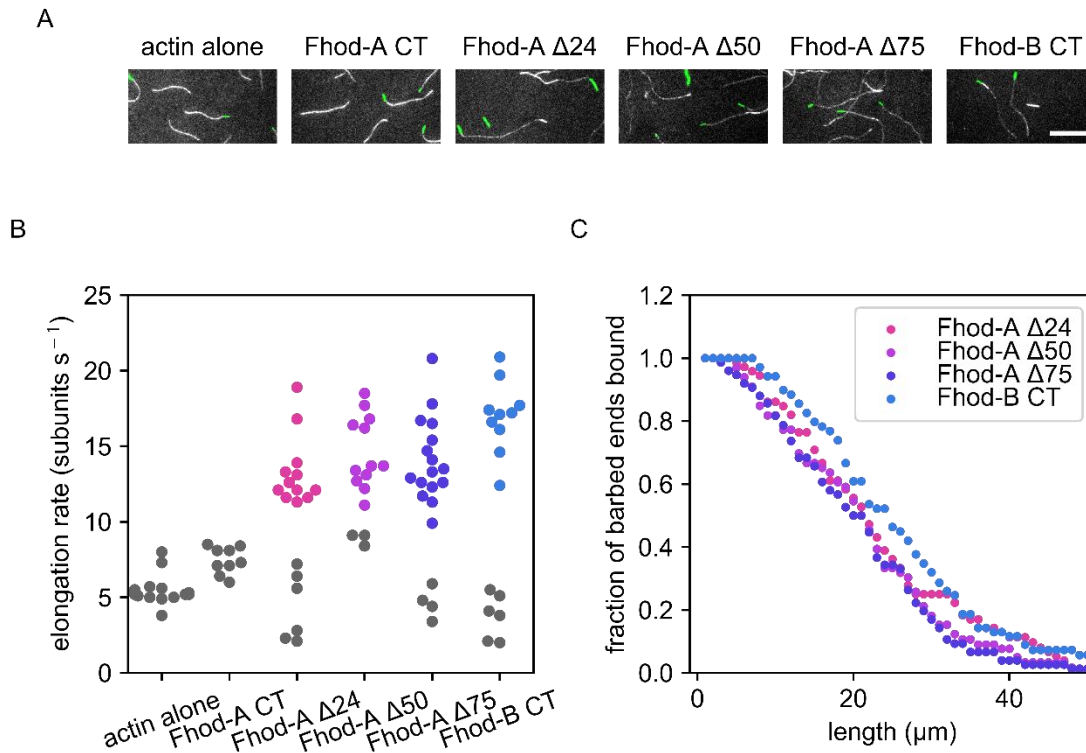 A
actin alone Fhod-A CT Fhod-A Δ24 Fhod-A Δ50 Fhod-A Δ75 Fhod-B CT
B
elongation rate (subunits s⁻¹)
25
20
15
10
5
0
actin alone
Fhod-A CT
Fhod-A Δ24
Fhod-A Δ50
Fhod-A Δ75
Fhod-B CT
C
fraction of barbed ends bound
1.2
1.0
0.8
0.6
0.4
0.2
0.0
Fhod-A Δ24
Fhod-A Δ50
Fhod-A Δ75
Fhod-B CT
0 20 40
length (μm)